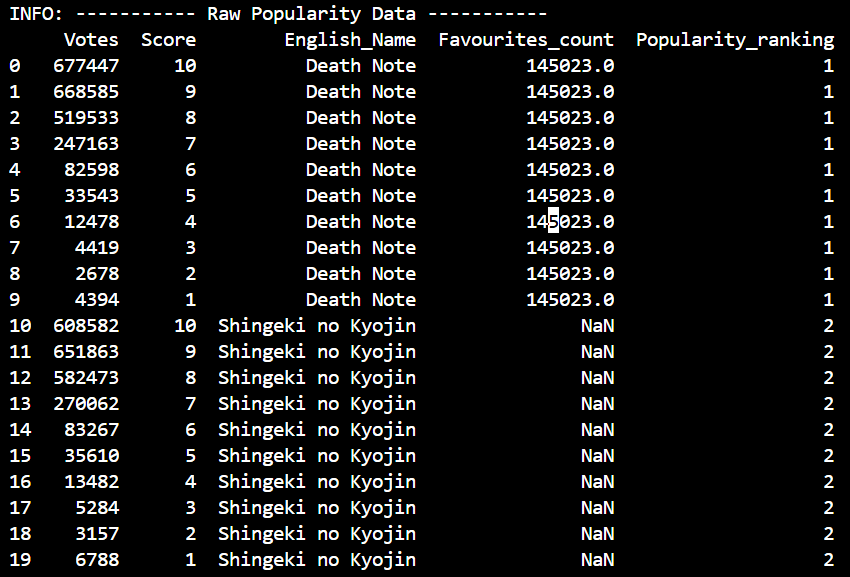 INFO: ----------- Raw Popularity Data -----------
Votes Score English_Name Favourites_count Popularity_ranking
0 677447 10 Death Note 145023.0 1
1 668585 9 Death Note 145023.0 1
2 519533 8 Death Note 145023.0 1
3 247163 7 Death Note 145023.0 1
4 82598 6 Death Note 145023.0 1
5 33543 5 Death Note 145023.0 1
6 12478 4 Death Note 145023.0 1
7 4419 3 Death Note 145023.0 1
8 2678 2 Death Note 145023.0 1
9 4394 1 Death Note 145023.0 1
10 608582 10 Shingeki no Kyojin NaN 2
11 651863 9 Shingeki no Kyojin NaN 2
12 582473 8 Shingeki no Kyojin NaN 2
13 270062 7 Shingeki no Kyojin NaN 2
14 83267 6 Shingeki no Kyojin NaN 2
15 35610 5 Shingeki no Kyojin NaN 2
16 13482 4 Shingeki no Kyojin NaN 2
17 5284 3 Shingeki no Kyojin NaN 2
18 3157 2 Shingeki no Kyojin NaN 2
19 6788 1 Shingeki no Kyojin NaN 2